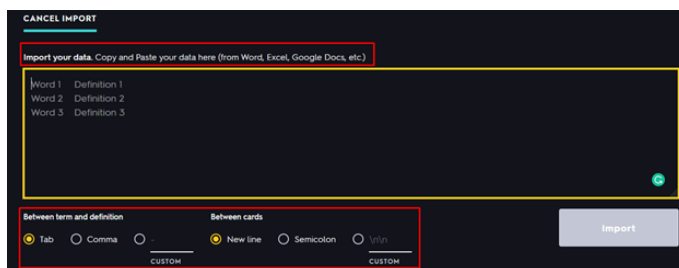 CANCEL IMPORT
Import your data. Copy and Paste your data here (from Word, Excel, Google Docs, etc.)
Word 1 Definition 1
Word 2 Definition 2
Word 3 Definition 3
Between term and definition Between cards
Tab Comma - New line Semicolon \n\n
CUSTOM CUSTOM
Import